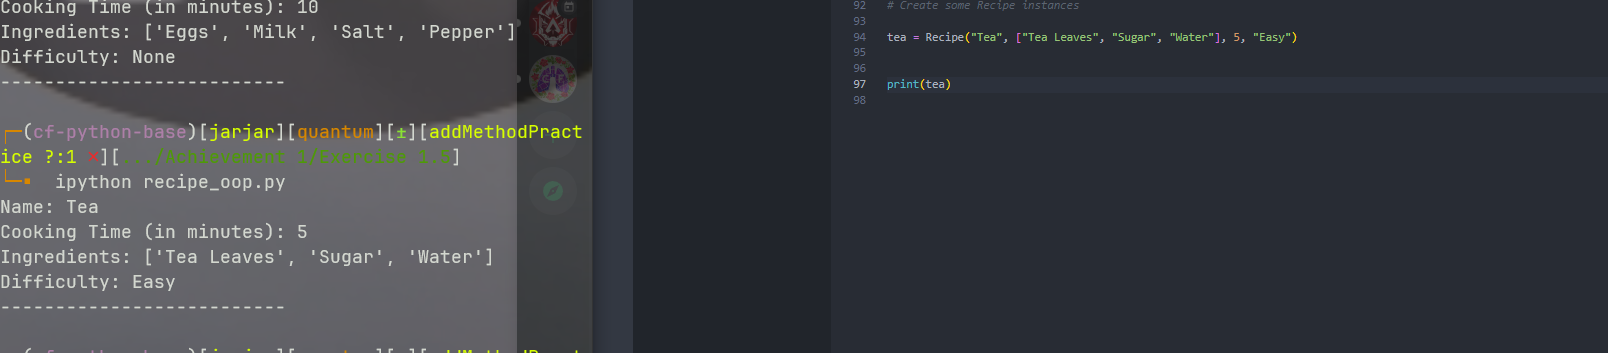 Cooking Time (in minutes): 10
Ingredients: ['Eggs', 'Milk', 'Salt', 'Pepper']
Difficulty: None
--------------------------
(cf-python-base)[jarjar][quantum][±][addMethodPract
ice ?:1 ×][.../Achievement 1/Exercise 1.5]
ipython recipe_oop.py
Name: Tea
Cooking Time (in minutes): 5
Ingredients: ['Tea Leaves', 'Sugar', 'Water']
Difficulty: Easy
--------------------------
92 # Create some Recipe instances
93
94 tea = Recipe("Tea", ["Tea Leaves", "Sugar", "Water"], 5, "Easy")
95
96
97 print(tea)
98